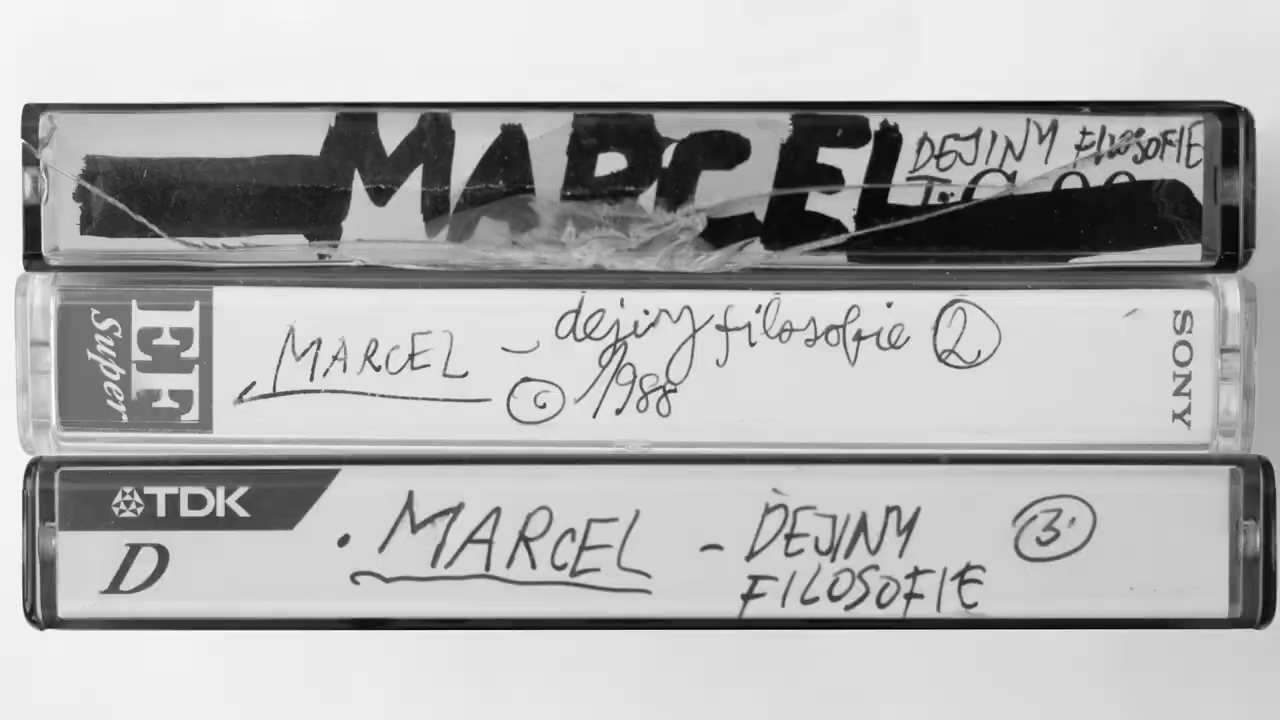 MARCEL DEJINY FILOSOFIE
EF
Super
MARCEL - dejiny filosofie 2
© 1988
SONY
TDK
D
MARCEL - DEJINY
FILOSOFIE
3